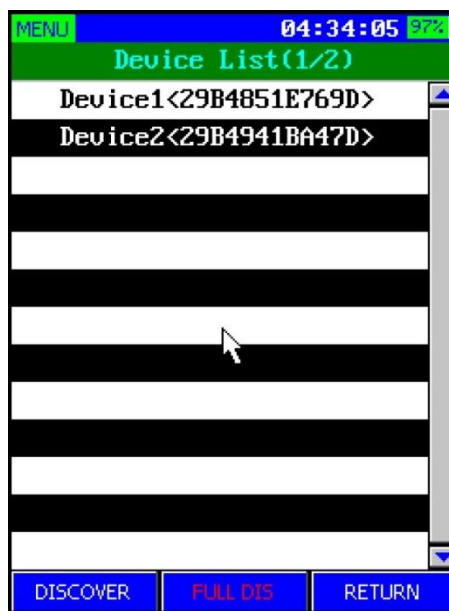 MENU 04:34:05 97%
Device List(1/2)
Device1<29B4851E769D>
Device2<29B4941BA47D>
DISCOVER FULL DIS RETURN